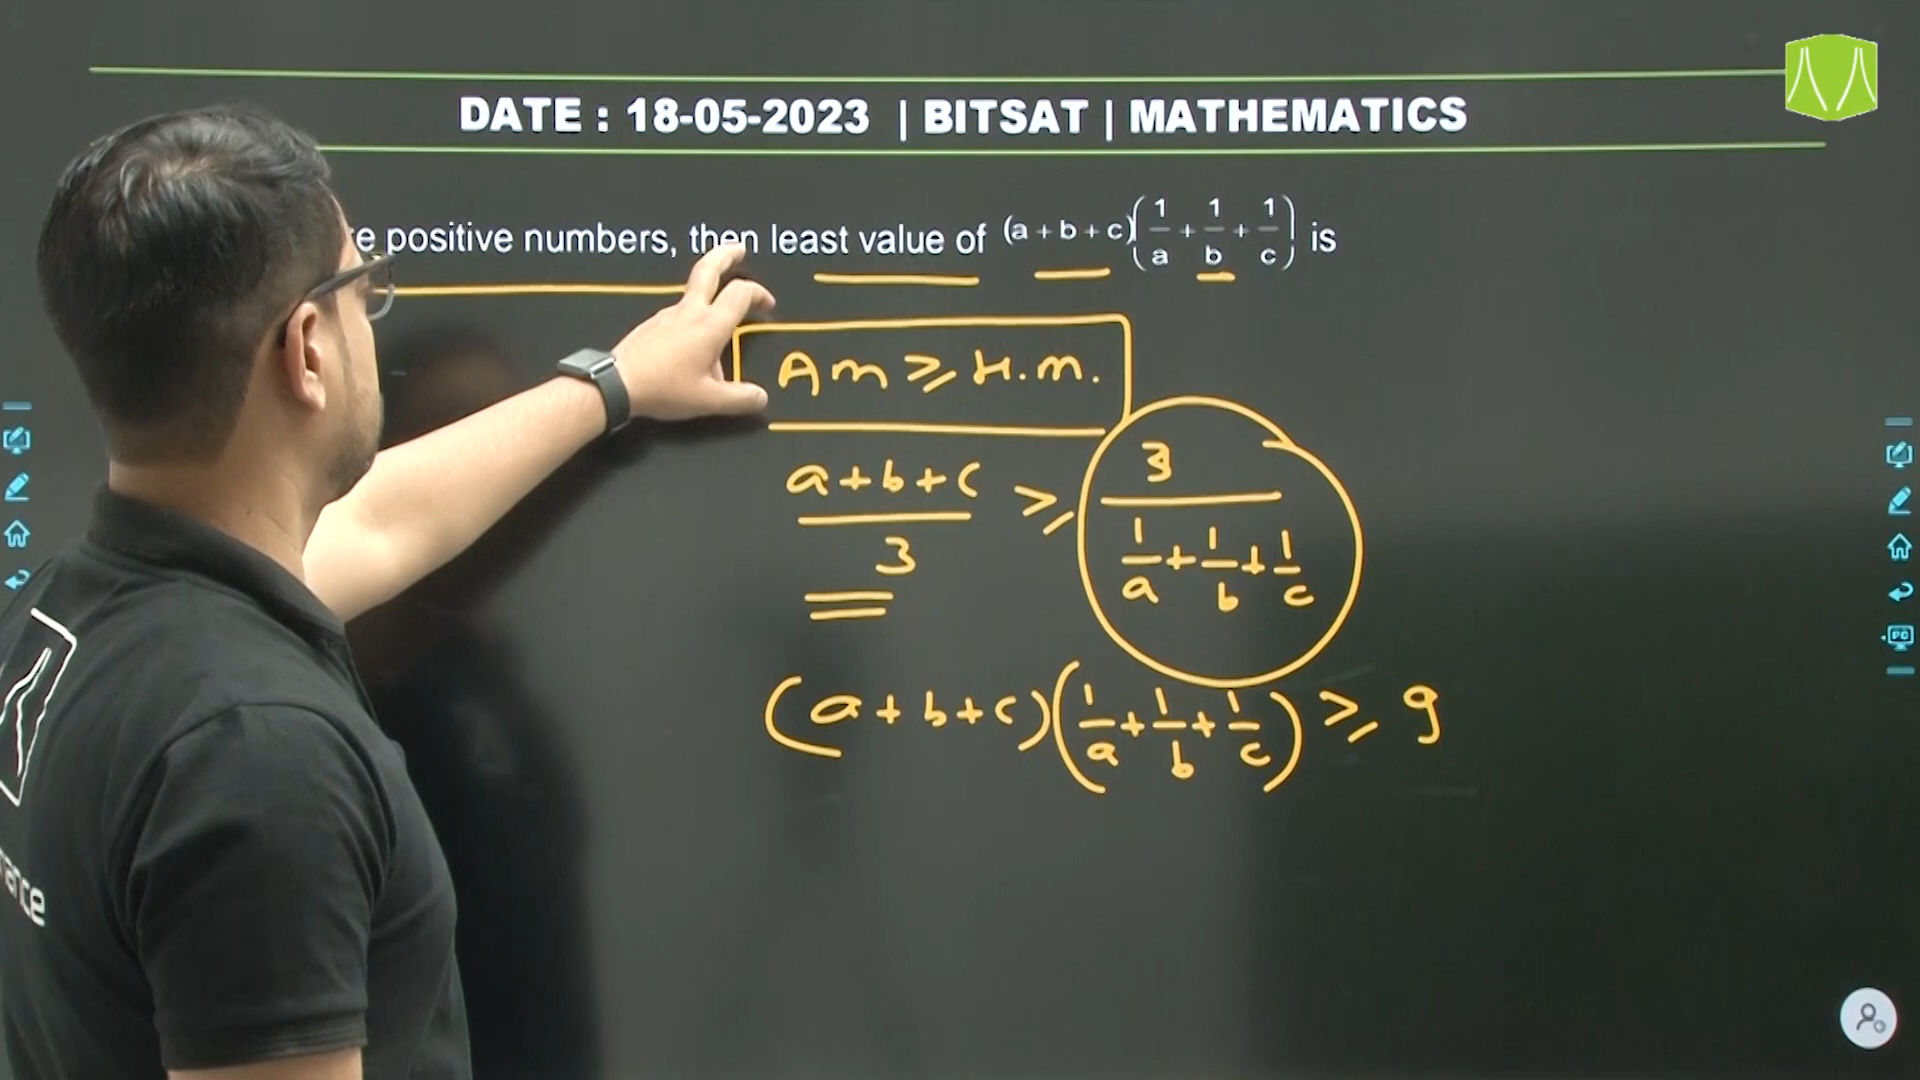 DATE : 18-05-2023 | BITSAT | MATHEMATICS
positive numbers, then least value of (a + b + c)(1/a + 1/b + 1/c) is
Am ≥ H.m.
(a+b+c)/3 ≥ 3/(1/a + 1/b + 1/c)
(a+b+c)(1/a + 1/b + 1/c) ≥ 9
PC